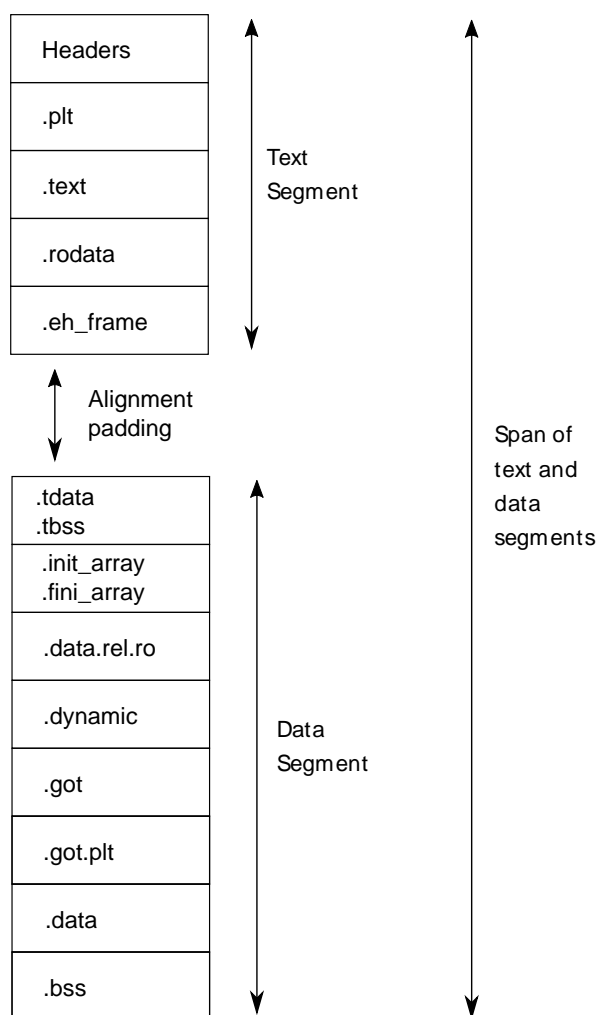 Headers
.plt
.text
.rodata
.eh_frame
Text
Segment
Alignment
padding
.tdata
.tbss
.init_array
.fini_array
.data.rel.ro
.dynamic
.got
.got.plt
.data
.bss
Data
Segment
Span of
text and
data
segments